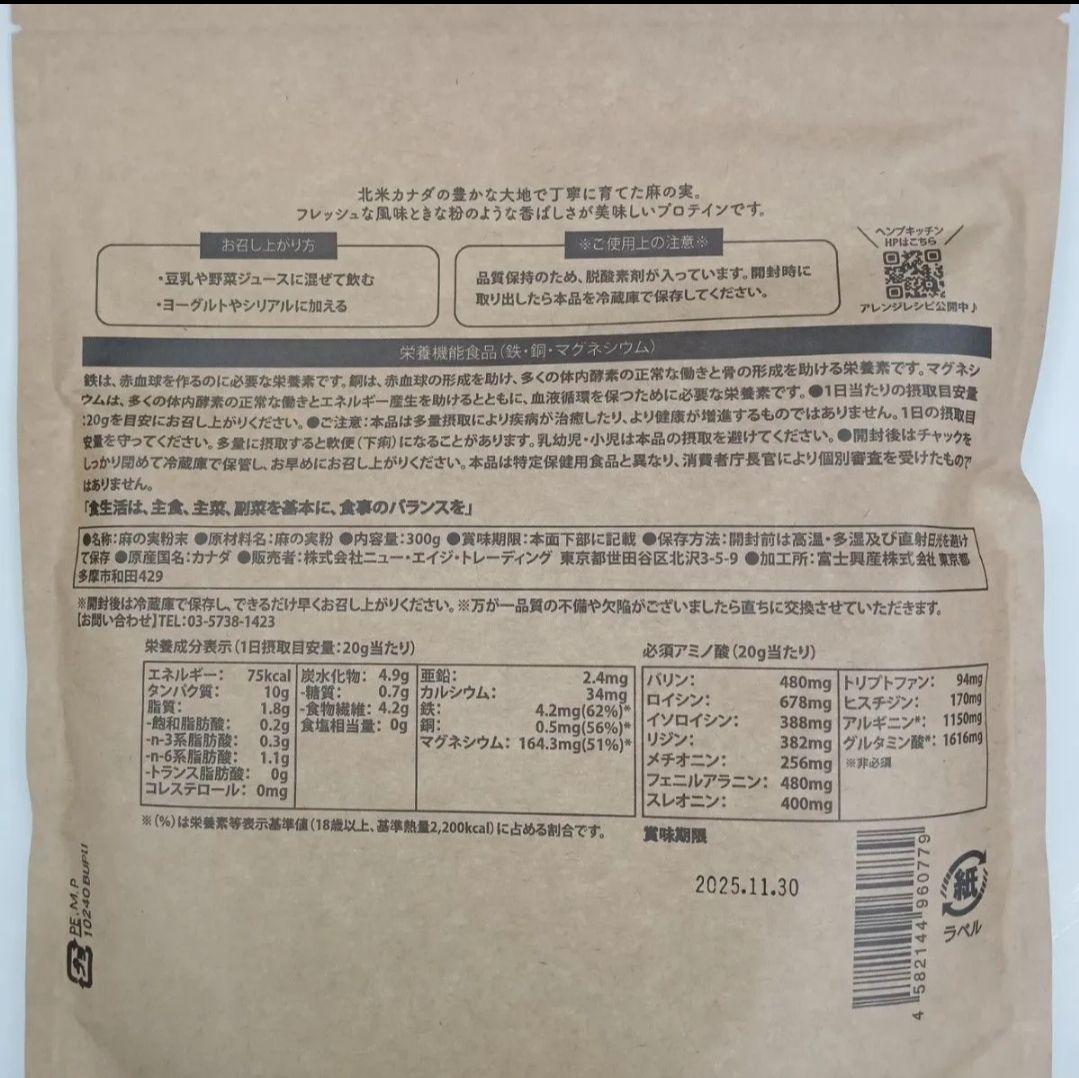 北米カナダの豊かな大地で丁寧に育てた麻の実。
フレッシュな風味ときな粉のような香ばしさが美味しいプロテインです。
お召し上がり方
・豆乳や野菜ジュースに混ぜて飲む
・ヨーグルトやシリアルに加える
※ご使用上の注意※
品質保持のため、脱酸素剤が入っています。開封時に
取り出したら本品を冷蔵庫で保存してください。
ヘンプキッチン
HPはこちら
アレンジレシピ公開中♪
栄養機能食品(鉄・銅・マグネシウム)
鉄は、赤血球を作るのに必要な栄養素です。銅は、赤血球の形成を助け、多くの体内酵素の正常な働きと骨の形成を助ける栄養素です。マグネシ
ウムは、多くの体内酵素の正常な働きとエネルギー産生を助けるとともに、血液循環を保つために必要な栄養素です。●1日当たりの摂取目安量
:20gを目安にお召し上がりください。●ご注意:本品は多量摂取により疾病が治癒したり、より健康が増進するものではありません。1日の摂取目
安量を守ってください。多量に摂取すると軟便(下痢)になることがあります。乳幼児・小児は本品の摂取を避けてください。●開封後はチャックを
しっかり閉めて冷蔵庫で保管し、お早めにお召し上がりください。本品は特定保健用食品と異なり、消費者庁長官により個別審査を受けたもので
はありません。
「食生活は、主食、主菜、副菜を基本に、食事のバランスを」
●名称:麻の実粉末 ●原材料名:麻の実粉 ●内容量:300g ●賞味期限:本面下部に記載 ●保存方法:開封前は高温・多湿及び直射日光を避け
て保存 ●原産国名:カナダ ●販売者:株式会社ニュー・エイジ・トレーディング 東京都世田谷区北沢3-5-9 ●加工所:富士興産株式会社 東京都
多摩市和田429
※開封後は冷蔵庫で保存し、できるだけ早くお召し上がりください。※万が一品質の不備や欠陥がございましたら直ちに交換させていただきます。
【お問い合わせ】TEL:03-5738-1423
栄養成分表示(1日摂取目安量:20g当たり)
エネルギー: 75kcal
タンパク質: 10g
脂質: 1.8g
-飽和脂肪酸: 0.2g
-n-3系脂肪酸: 0.3g
-n-6系脂肪酸: 1.1g
-トランス脂肪酸: 0g
コレステロール: 0mg
炭水化物: 4.9g
-糖質: 0.7g
-食物繊維: 4.2g
食塩相当量: 0g
亜鉛: 2.4mg
カルシウム: 34mg
鉄: 4.2mg(62%)*
銅: 0.5mg(56%)*
マグネシウム: 164.3mg(51%)*
※(%)は栄養素等表示基準値(18歳以上、基準熱量2,200kcal)に占める割合です。
必須アミノ酸(20g当たり)
バリン: 480mg
ロイシン: 678mg
イソロイシン: 388mg
リジン: 382mg
メチオニン: 256mg
フェニルアラニン: 480mg
スレオニン: 400mg
トリプトファン: 94mg
ヒスチジン: 170mg
アルギニン*: 1150mg
グルタミン酸*: 1616mg
※非必須
賞味期限
2025.11.30
4 582144 960779
紙
ラベル
プラ
PE.M.P
10240BUPU